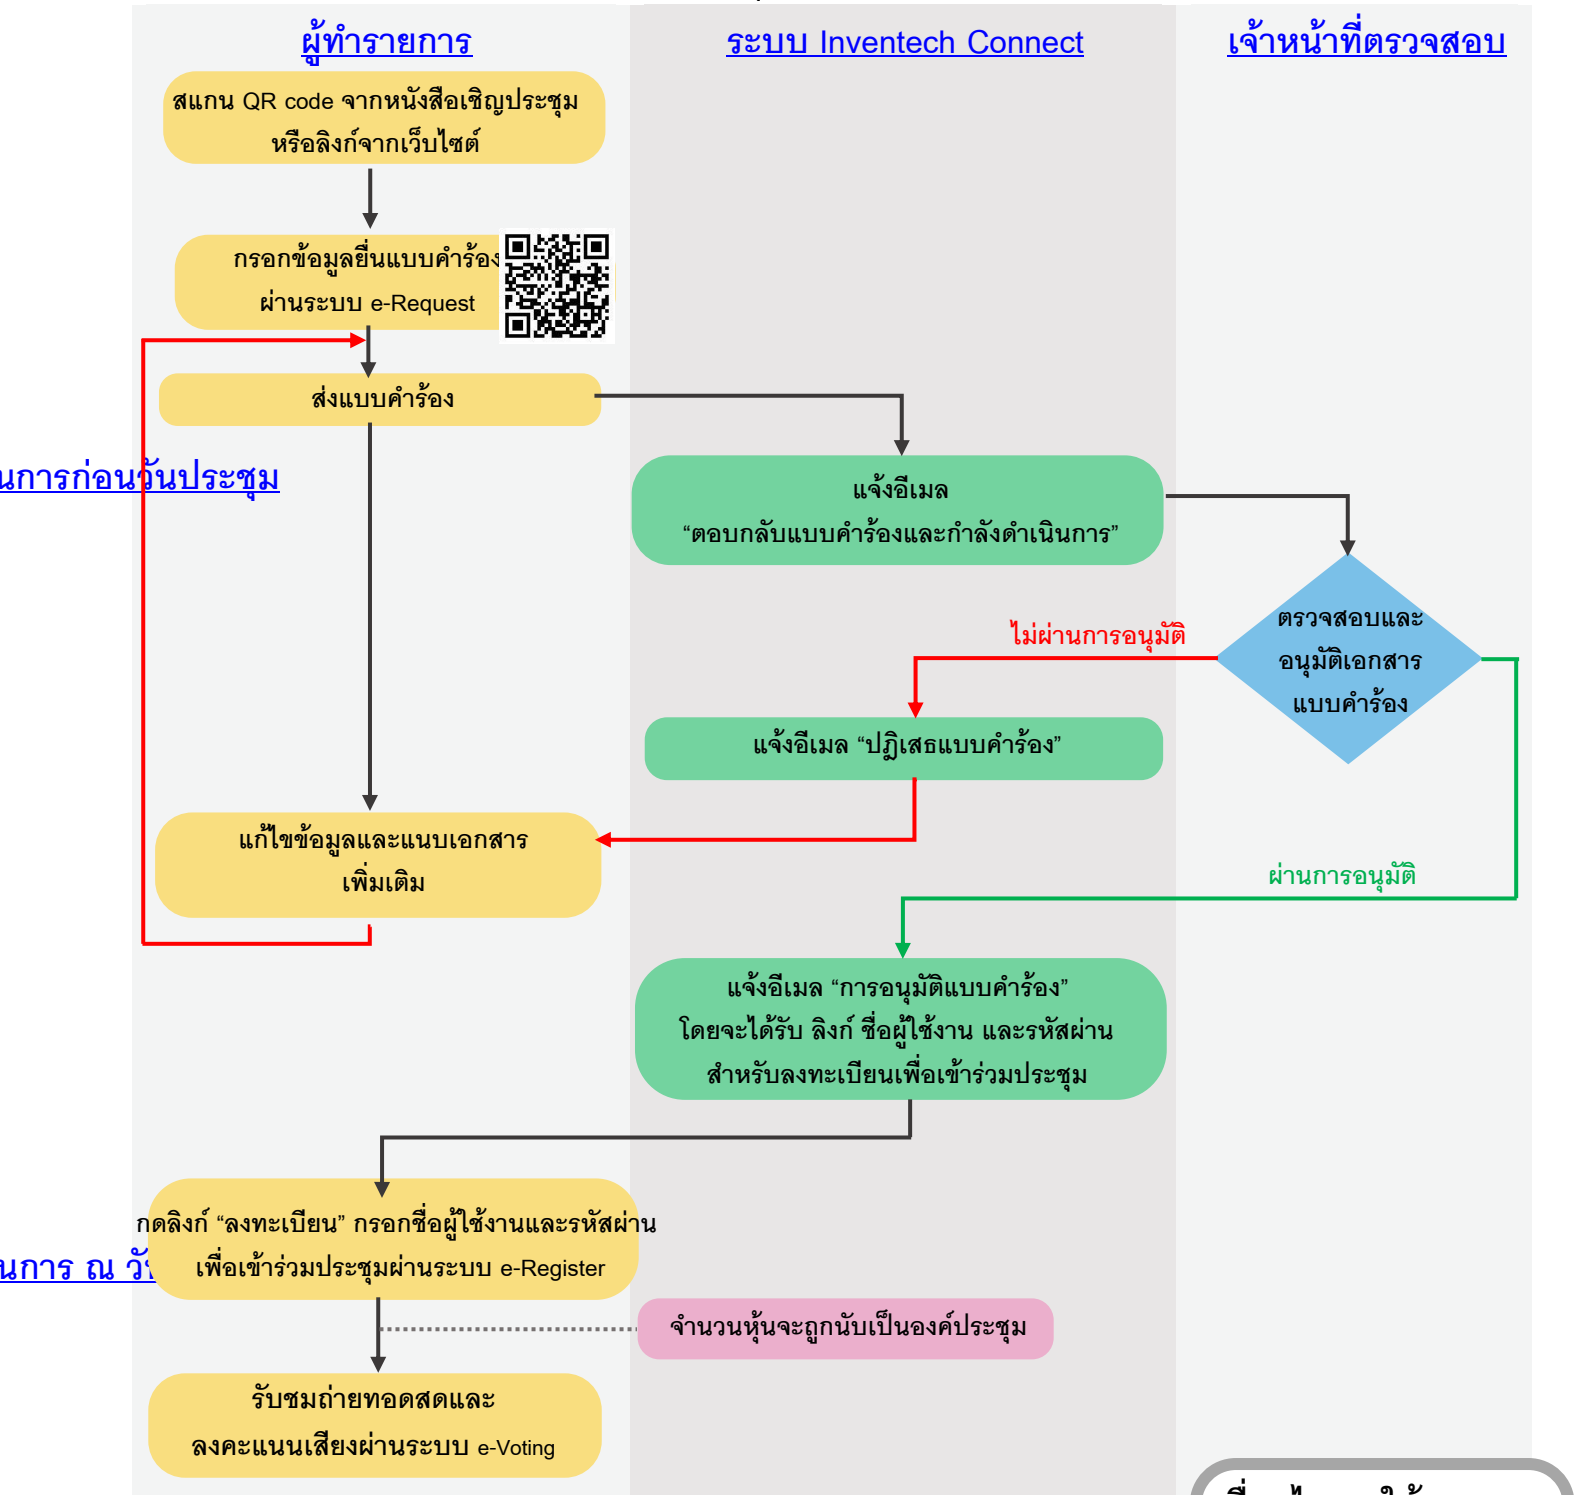 ผู้ทำรายการ
ระบบ Inventech Connect
เจ้าหน้าที่ตรวจสอบ
สแกน QR code จากหนังสือเชิญประชุม
หรือลิงก์จากเว็บไซต์
กรอกข้อมูลยื่นแบบคำร้อง
ผ่านระบบ e-Request
ส่งแบบคำร้อง
นการก่อนวันประชุม
แจ้งอีเมล
“ตอบกลับแบบคำร้องและกำลังดำเนินการ”
ตรวจสอบและ
อนุมัติเอกสาร
แบบคำร้อง
ไม่ผ่านการอนุมัติ
แจ้งอีเมล “ปฏิเสธแบบคำร้อง”
แก้ไขข้อมูลและแนบเอกสาร
เพิ่มเติม
ผ่านการอนุมัติ
แจ้งอีเมล “การอนุมัติแบบคำร้อง”
โดยจะได้รับ ลิงก์ ชื่อผู้ใช้งาน และรหัสผ่าน
สำหรับลงทะเบียนเพื่อเข้าร่วมประชุม
กดลิงก์ “ลงทะเบียน” กรอกชื่อผู้ใช้งานและรหัสผ่าน
เพื่อเข้าร่วมประชุมผ่านระบบ e-Register
นการ ณ วั
จำนวนหุ้นจะถูกนับเป็นองค์ประชุม
รับชมถ่ายทอดสดและ
ลงคะแนนเสียงผ่านระบบ e-Voting